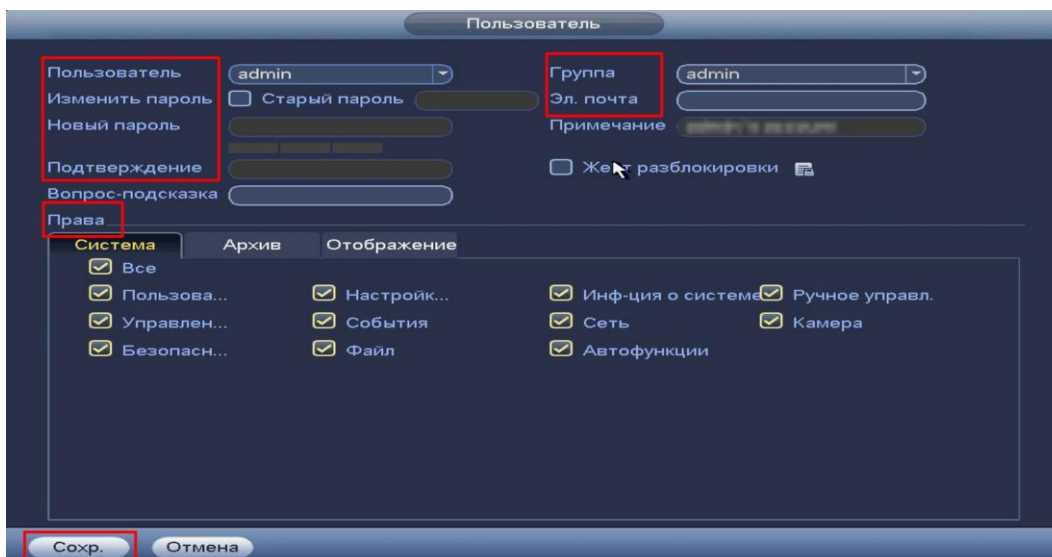 Пользователь
Пользователь admin Группа admin
Изменить пароль Старый пароль Эл. почта
Новый пароль Примечание
Подтверждение Жест разблокировки
Вопрос-подсказка
Права
Система Архив Отображение
Все
Пользова... Настройк... Инф-ция о системе Ручное управл.
Управлен... События Сеть Камера
Безопасн... Файл Автофункции
Сохр. Отмена